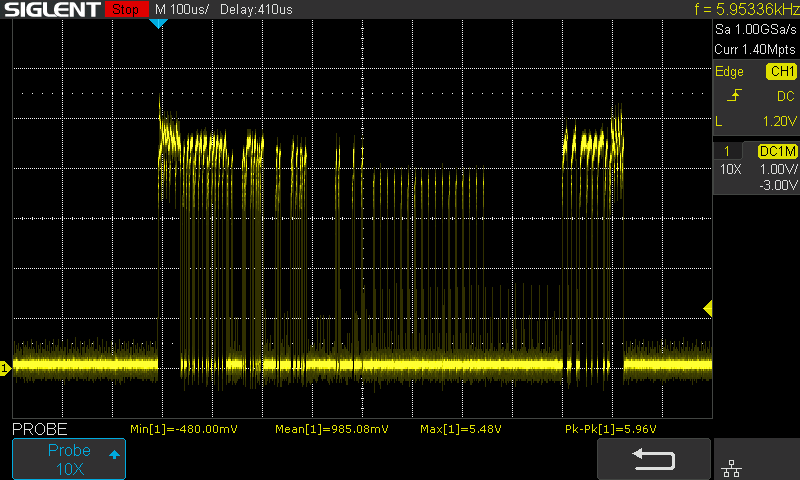 SIGLENT Stop M 100us/ Delay:410us f = 5.95336kHz
Sa 1.00GSa/s
Curr 1.40Mpts
Edge CH1
DC
L 1.20V
1 DC1M
10X 1.00V/
-3.00V
1
PROBE Min[1]=-480.00mV Mean[1]=985.08mV Max[1]=5.48V Pk-Pk[1]=5.96V
Probe
10X